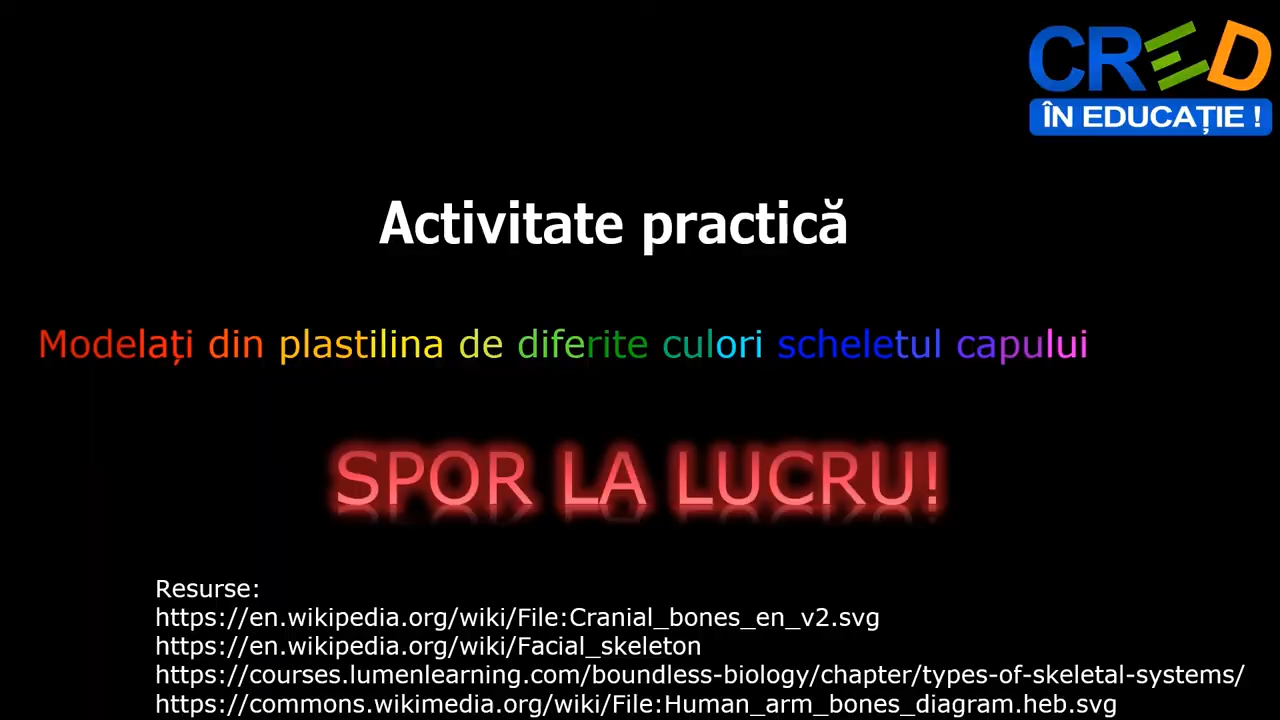 CRED
ÎN EDUCAȚIE !
Activitate practică
Modelați din plastilina de diferite culori scheletul capului
SPOR LA LUCRU!
Resurse:
https://en.wikipedia.org/wiki/File:Cranial_bones_en_v2.svg
https://en.wikipedia.org/wiki/Facial_skeleton
https://courses.lumenlearning.com/boundless-biology/chapter/types-of-skeletal-systems/
https://commons.wikimedia.org/wiki/File:Human_arm_bones_diagram.heb.svg